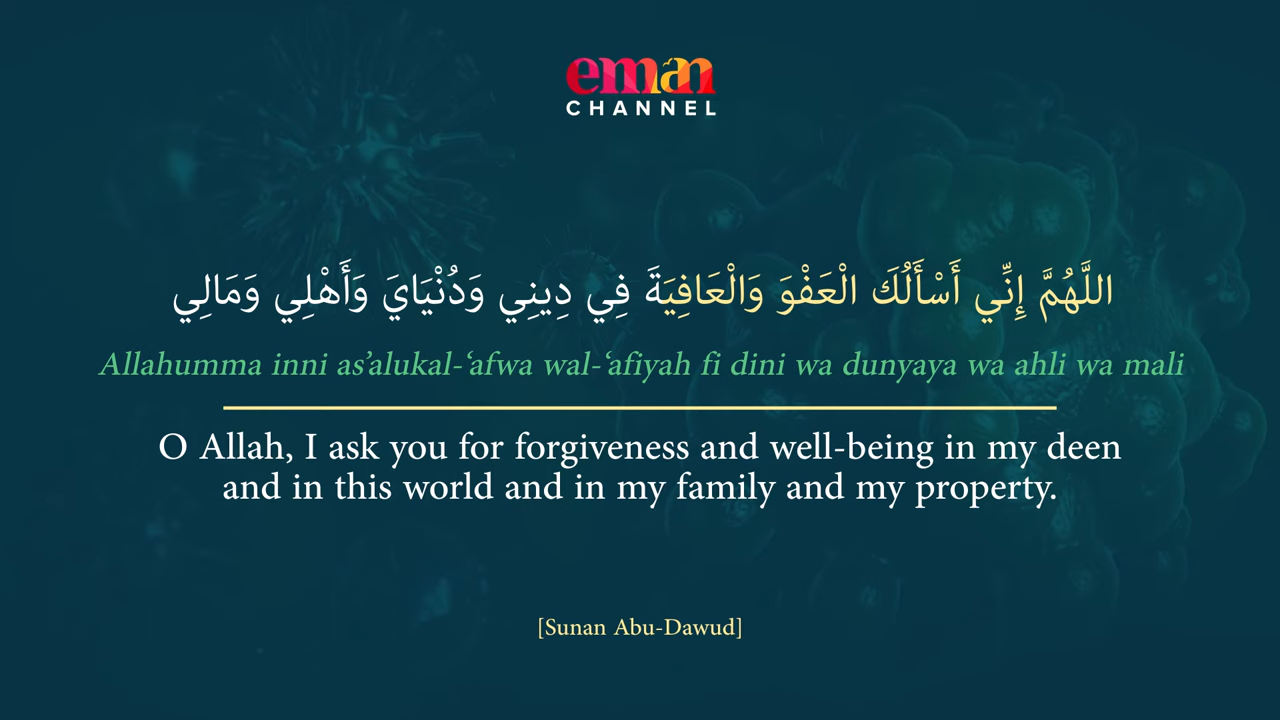 eman
CHANNEL
اللَّهُمَّ إِنِّي أَسْأَلُكَ الْعَفْوَ وَالْعَافِيَةَ فِي دِينِي وَدُنْيَايَ وَأَهْلِي وَمَالِي
Allahumma inni as’alukal-‘afwa wal-‘afiyah fi dini wa dunyaya wa ahli wa mali
O Allah, I ask you for forgiveness and well-being in my deen
and in this world and in my family and my property.
[Sunan Abu-Dawud]